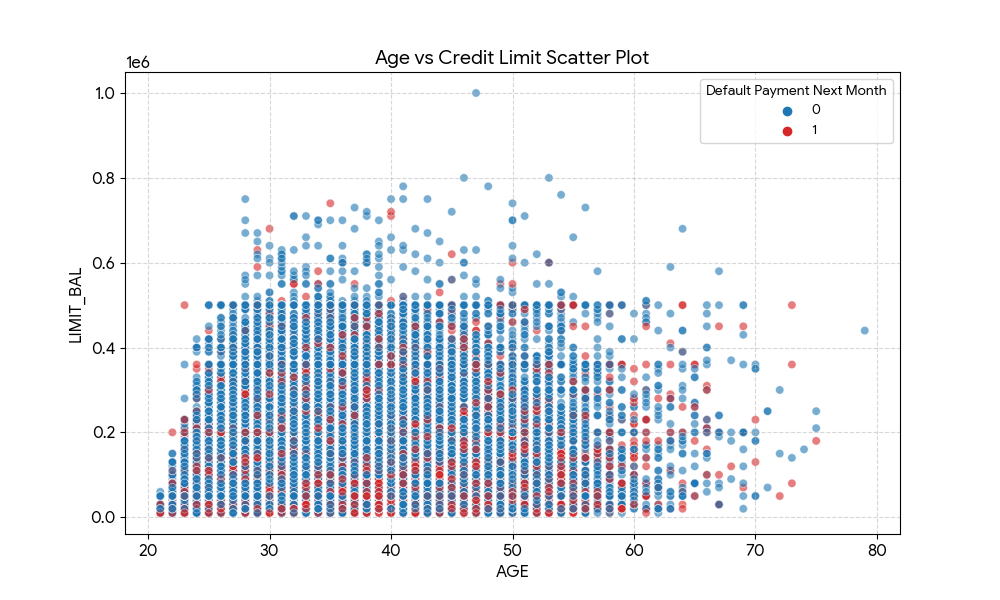 Age vs Credit Limit Scatter Plot
1e6
Default Payment Next Month
0
1
1.0
0.8
0.6
0.4
0.2
0.0
LIMIT_BAL
20 30 40 50 60 70 80
AGE